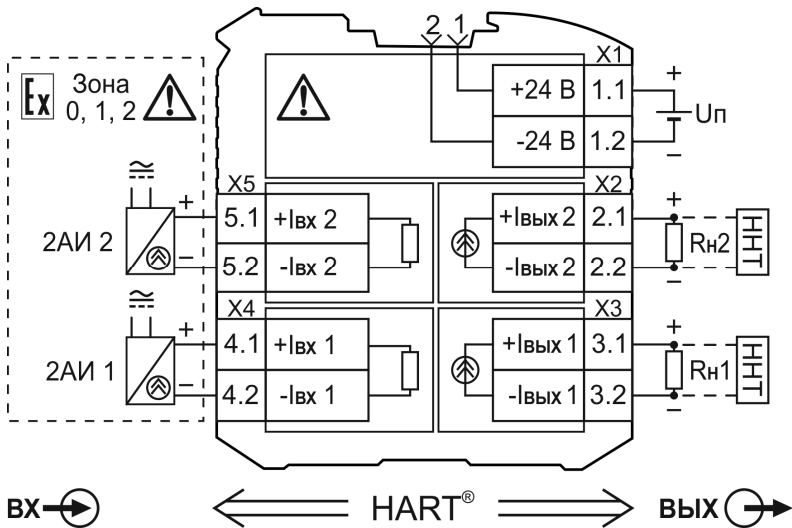 2 1
X1
Ex Зона
0, 1, 2
+24 В 1.1
-24 В 1.2
+
Uп
–
X5
X2
2АИ 2
+
–
5.1 +Iвх 2
5.2 -Iвх 2
+Iвых 2 2.1
-Iвых 2 2.2
+
Rн2
–
ННТ
X4
X3
2АИ 1
+
–
4.1 +Iвх 1
4.2 -Iвх 1
+Iвых 1 3.1
-Iвых 1 3.2
+
Rн1
–
ННТ
ВХ
HART®
ВЫХ